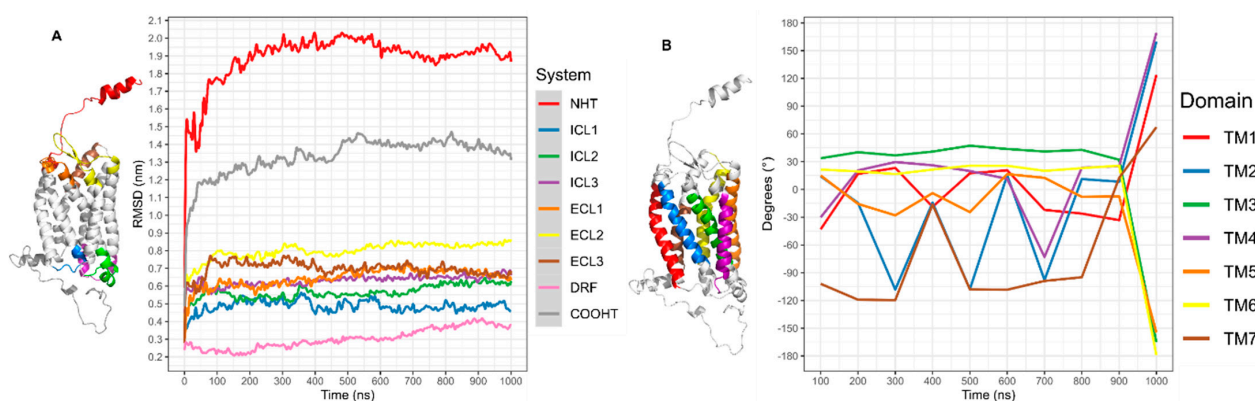 A
RMSD (nm)
2.1
2.0
1.9
1.8
1.7
1.6
1.5
1.4
1.3
1.2
1.1
1.0
0.9
0.8
0.7
0.6
0.5
0.4
0.3
0.2
0 100 200 300 400 500 600 700 800 900 1000
Time (ns)
System
NHT
ICL1
ICL2
ICL3
ECL1
ECL2
ECL3
DRF
COOHT
B
Degrees (°)
180
150
120
90
60
30
0
-30
-60
-90
-120
-150
-180
100 200 300 400 500 600 700 800 900 1000
Time (ns)
Domain
TM1
TM2
TM3
TM4
TM5
TM6
TM7